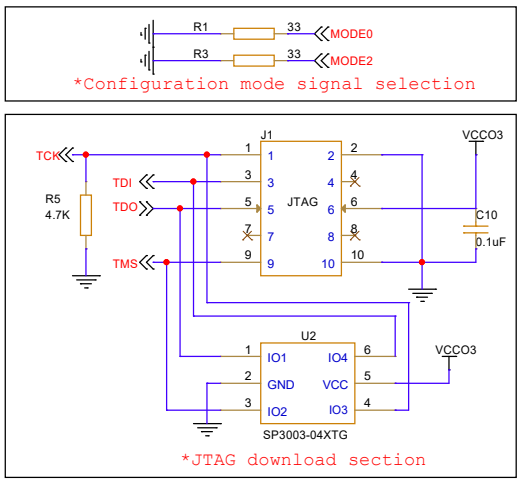 R1 33 MODE0
R3 33 MODE2
*Configuration mode signal selection
J1 VCCO3
TCK 1 1 2 2
TDI 3 3 4 4
R5 4.7K
TDO 5 5 JTAG 6 6
C10
0.1uF
7 7 8 8
TMS 9 9 10 10
U2
VCCO3
1 IO1 IO4 6
2 GND VCC 5
3 IO2 IO3 4
SP3003-04XTG
*JTAG download section